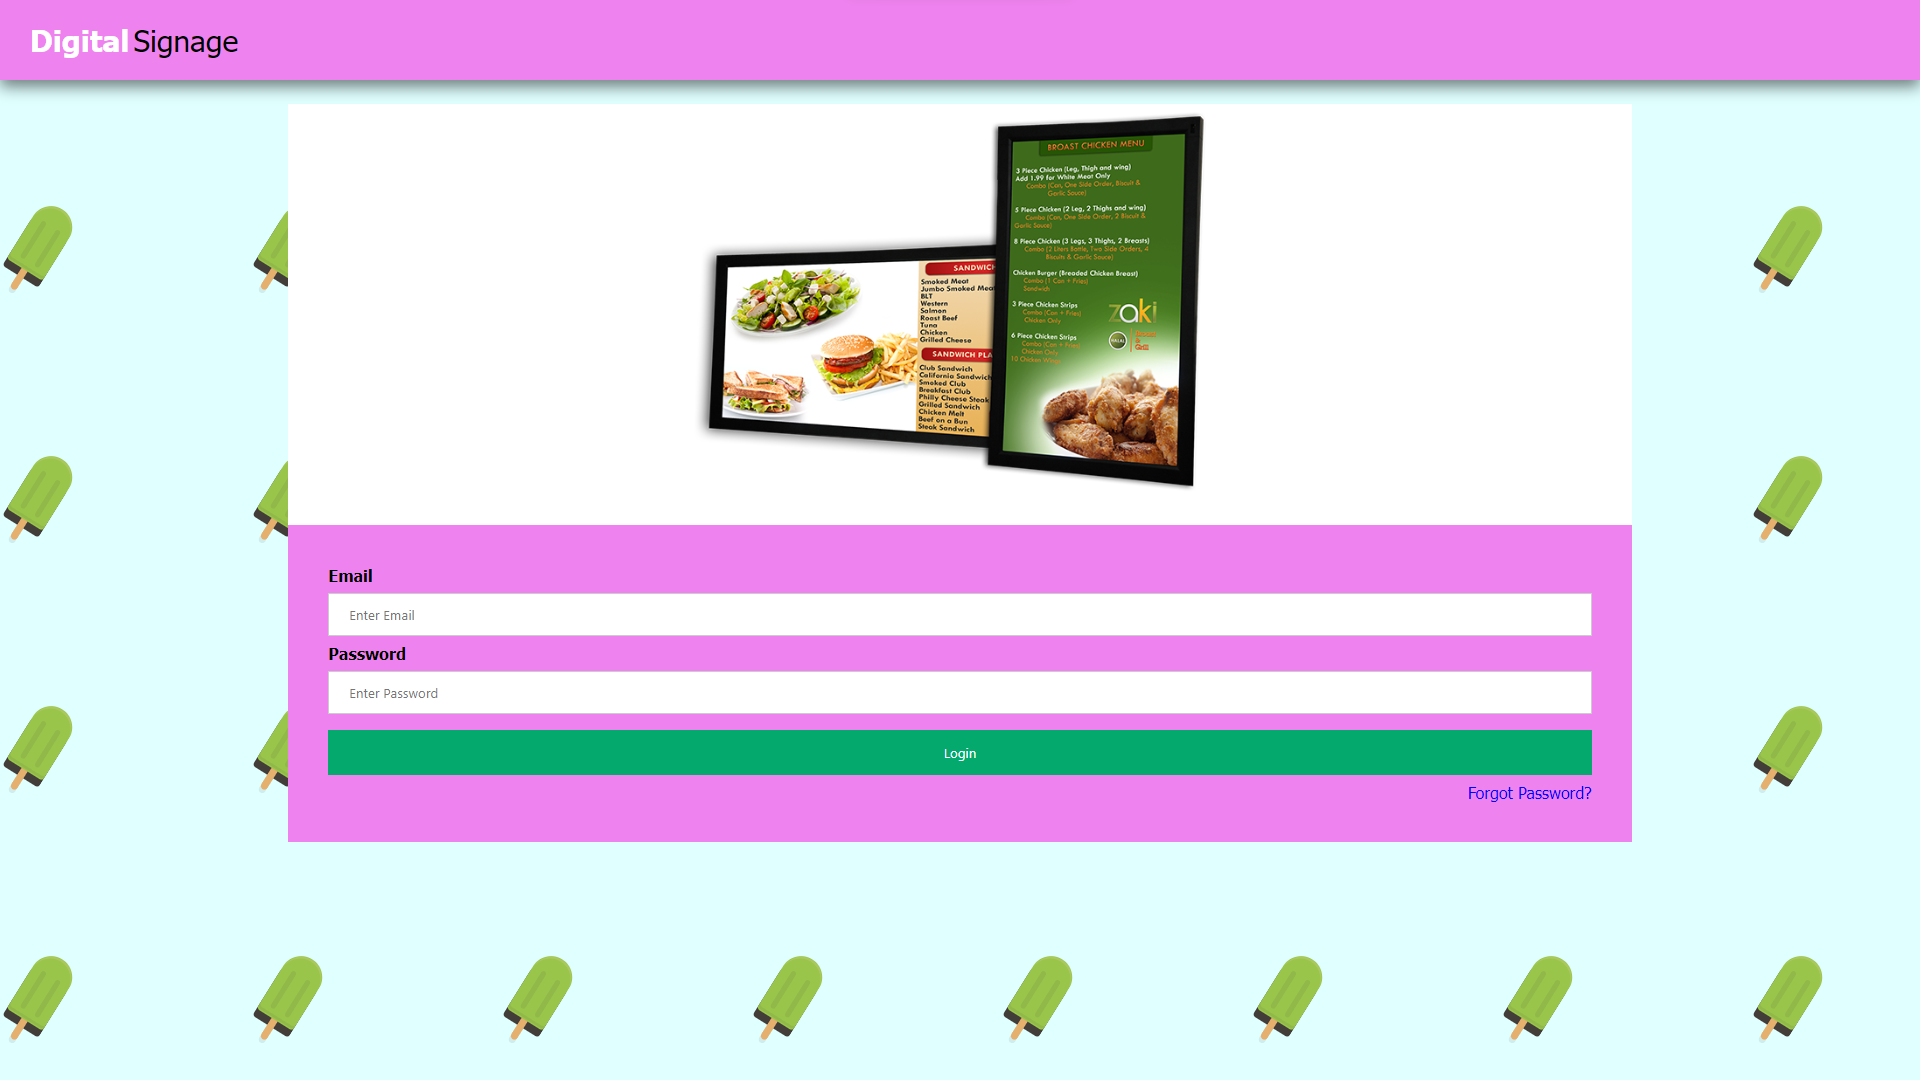 Digital Signage
BROAST CHICKEN MENU
3 Piece Chicken (Leg, Thigh and wing)
Add 1.99 for White Meat Only
Combo (Can, One Side Order, Biscuit &
Garlic Sauce)
5 Piece Chicken (2 Leg, 2 Thighs and wing)
Combo (Can, One Side Order, 2 Biscuit &
Garlic Sauce)
8 Piece Chicken (3 Legs, 3 Thighs, 2 Breasts)
Combo (2 Liters Bottle, Two Side Orders, 4
Biscuits & Garlic Sauce)
Chicken Burger (Breaded Chicken Breast)
Combo (1 Can + Fries)
Sandwich
3 Piece Chicken Strips
Combo (Can + Fries)
Chicken Only
6 Piece Chicken Strips
Combo (Can + Fries)
Chicken Only
10 Chicken Wings
zaki
HALAL
Grill
SANDWICH
Smoked Meat
Jumbo Smoked Meat
BLT
Western
Salmon
Roast Beef
Tuna
Chicken
Grilled Cheese
SANDWICH PLA
Club Sandwich
California Sandwich
Smoked Club
Breakfast Club
Philly Cheese Steak
Grilled Sandwich
Chicken Melt
Beef on a Bun
Steak Sandwich
Email
Enter Email
Password
Enter Password
Login
Forgot Password?